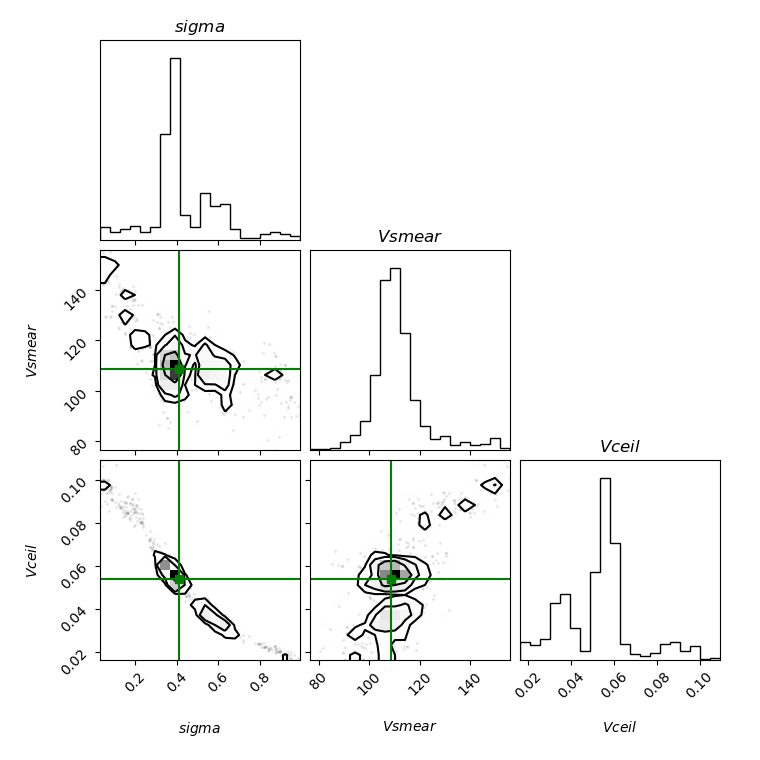 sigma
Vsmear
140
120
100
80
Vsmear
Vceil
0.10
0.08
0.06
0.04
0.02
Vceil
0.2 0.4 0.6 0.8
80 100 120 140
0.02 0.04 0.06 0.08 0.10
sigma Vsmear Vceil